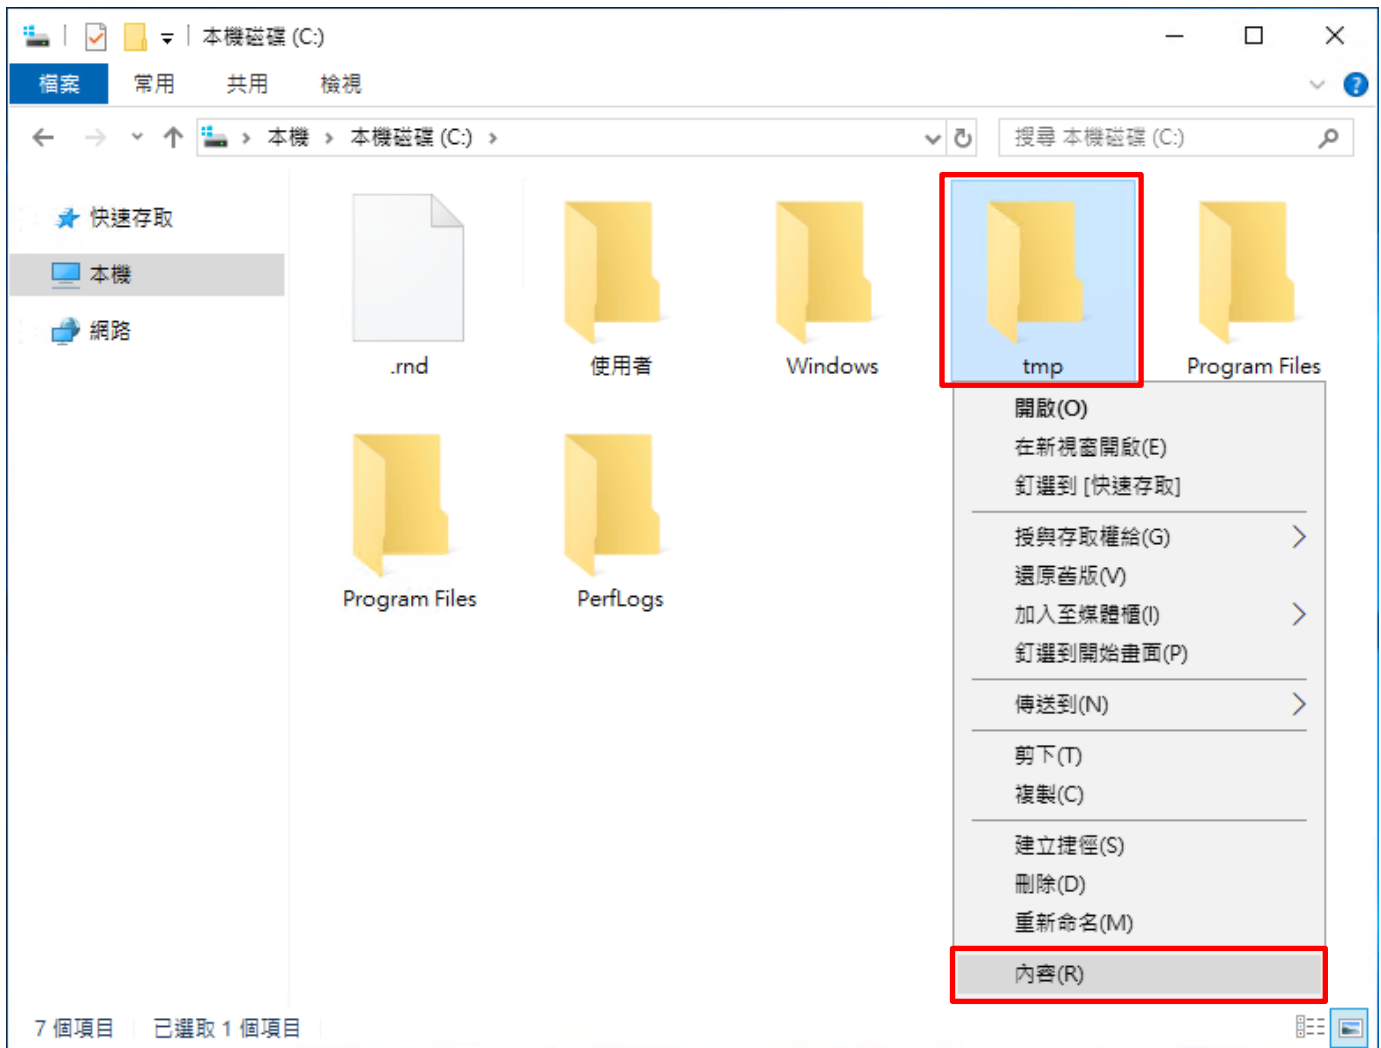 本機磁碟 (C:)
檔案 常用 共用 檢視
本機 本機磁碟 (C:)
搜尋 本機磁碟 (C:)
快速存取
本機
網路
.rnd 使用者 Windows tmp Program Files
Program Files PerfLogs
開啟(O)
在新視窗開啟(E)
釘選到 [快速存取]
授與存取權給(G)
還原舊版(V)
加入至媒體櫃(I)
釘選到開始畫面(P)
傳送到(N)
剪下(T)
複製(C)
建立捷徑(S)
刪除(D)
重新命名(M)
內容(R)
7 個項目 已選取 1 個項目